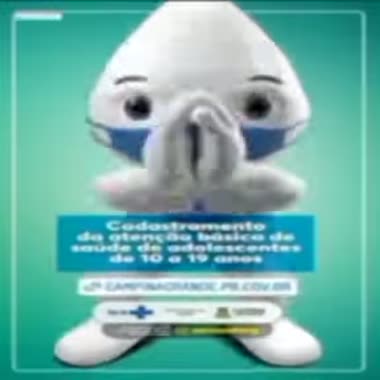 Cadastramento
da atenção básica de
saúde de adolescentes
de 10 a 19 anos
CAMPINAGRANDE.PB.GOV.BR